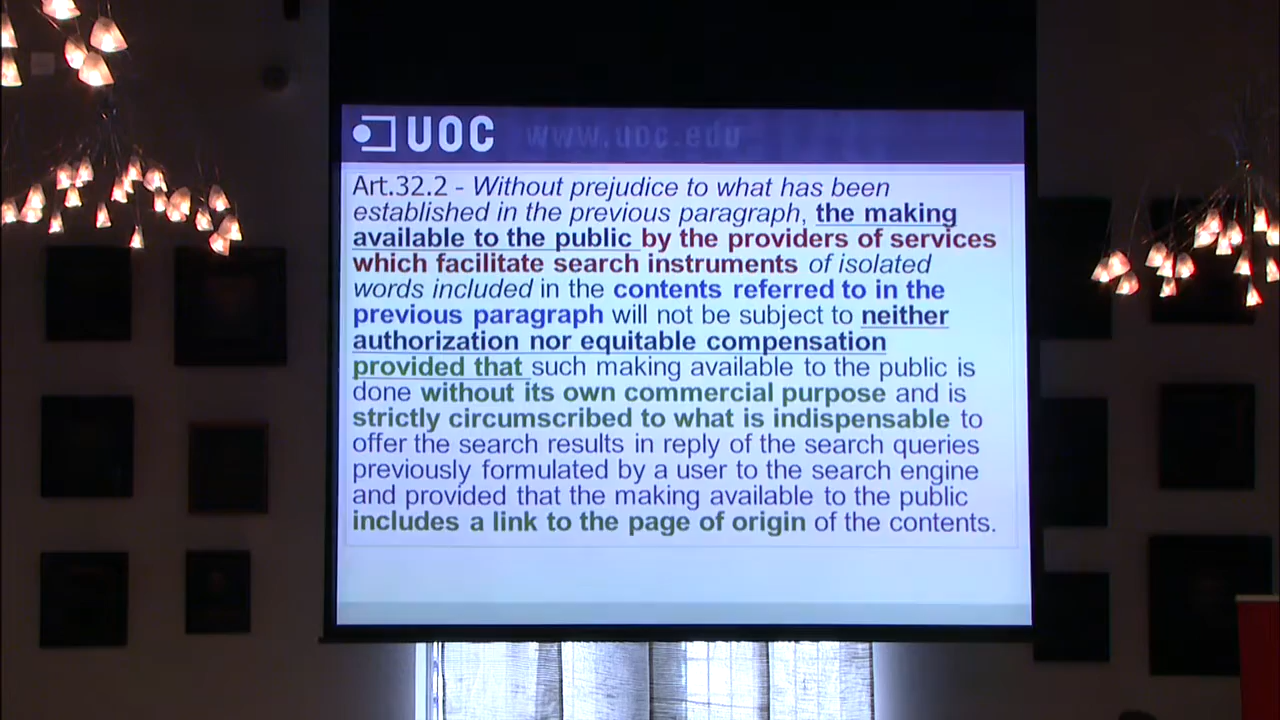 UOC www.uoc.edu
Art.32.2 - Without prejudice to what has been
established in the previous paragraph, the making
available to the public by the providers of services
which facilitate search instruments of isolated
words included in the contents referred to in the
previous paragraph will not be subject to neither
authorization nor equitable compensation
provided that such making available to the public is
done without its own commercial purpose and is
strictly circumscribed to what is indispensable to
offer the search results in reply of the search queries
previously formulated by a user to the search engine
and provided that the making available to the public
includes a link to the page of origin of the contents.